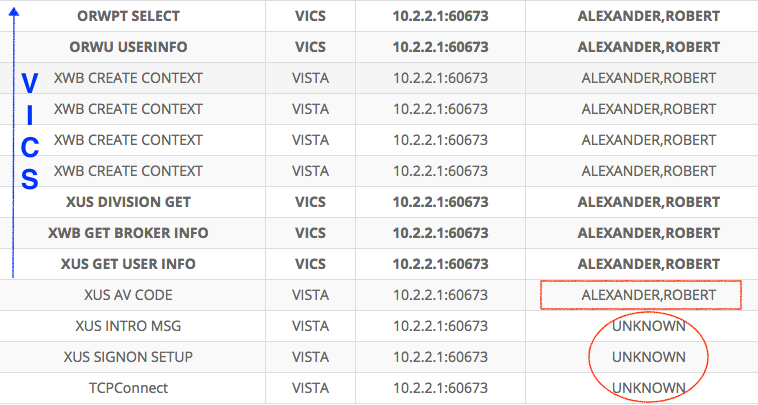 ORWPT SELECT VICS 10.2.2.1:60673 ALEXANDER,ROBERT
ORWU USERINFO VICS 10.2.2.1:60673 ALEXANDER,ROBERT
XWB CREATE CONTEXT VISTA 10.2.2.1:60673 ALEXANDER,ROBERT
XWB CREATE CONTEXT VISTA 10.2.2.1:60673 ALEXANDER,ROBERT
XWB CREATE CONTEXT VISTA 10.2.2.1:60673 ALEXANDER,ROBERT
XWB CREATE CONTEXT VISTA 10.2.2.1:60673 ALEXANDER,ROBERT
XUS DIVISION GET VICS 10.2.2.1:60673 ALEXANDER,ROBERT
XWB GET BROKER INFO VICS 10.2.2.1:60673 ALEXANDER,ROBERT
XUS GET USER INFO VICS 10.2.2.1:60673 ALEXANDER,ROBERT
XUS AV CODE VISTA 10.2.2.1:60673 ALEXANDER,ROBERT
XUS INTRO MSG VISTA 10.2.2.1:60673 UNKNOWN
XUS SIGNON SETUP VISTA 10.2.2.1:60673 UNKNOWN
TCPConnect VISTA 10.2.2.1:60673 UNKNOWN
V
I
C
S